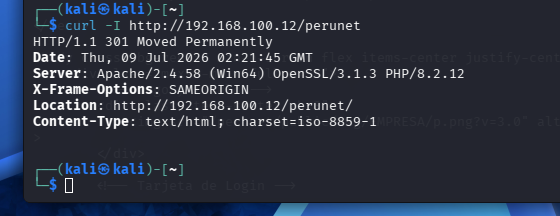 ┌──(kali㉿kali)-[~]
└─$ curl -I http://192.168.100.12/perunet
HTTP/1.1 301 Moved Permanently
Date: Thu, 09 Jul 2026 02:21:45 GMT
Server: Apache/2.4.58 (Win64) OpenSSL/3.1.3 PHP/8.2.12
X-Frame-Options: SAMEORIGIN
Location: http://192.168.100.12/perunet/
Content-Type: text/html; charset=iso-8859-1
┌──(kali㉿kali)-[~]
└─$
Tarjeta de Login